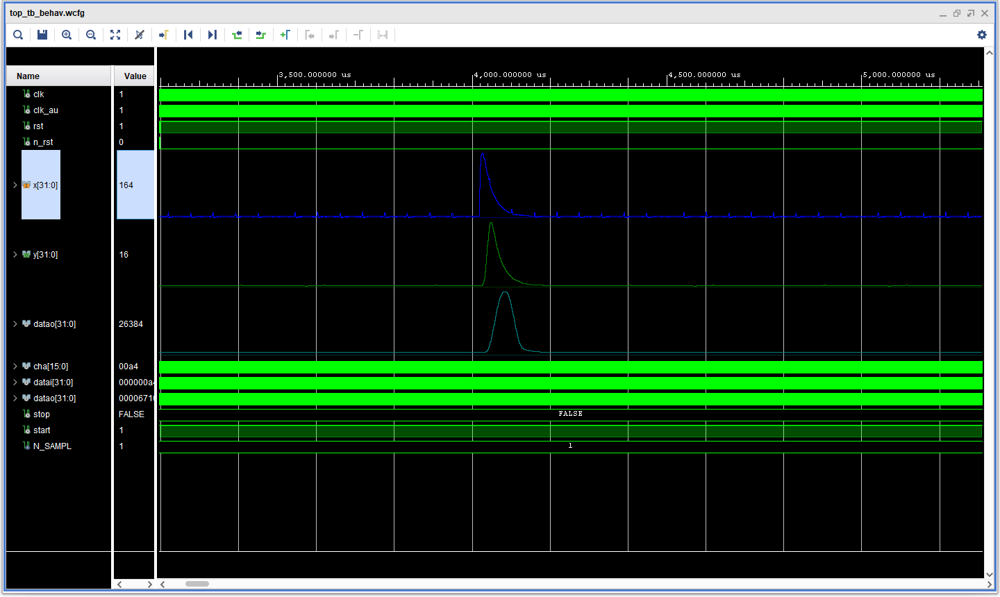 top_tb_behav.wcfg
Name Value
3,500.000000 us 4,000.000000 us 4,500.000000 us 5,000.000000 us
clk 1
clk_au 1
rst 1
n_rst 0
x[31:0] 164
y[31:0] 16
datao[31:0] 26384
cha[15:0] 00a4
datai[31:0] 000000a4
datao[31:0] 0000671
stop FALSE FALSE
start 1
N_SAMPL 1 1